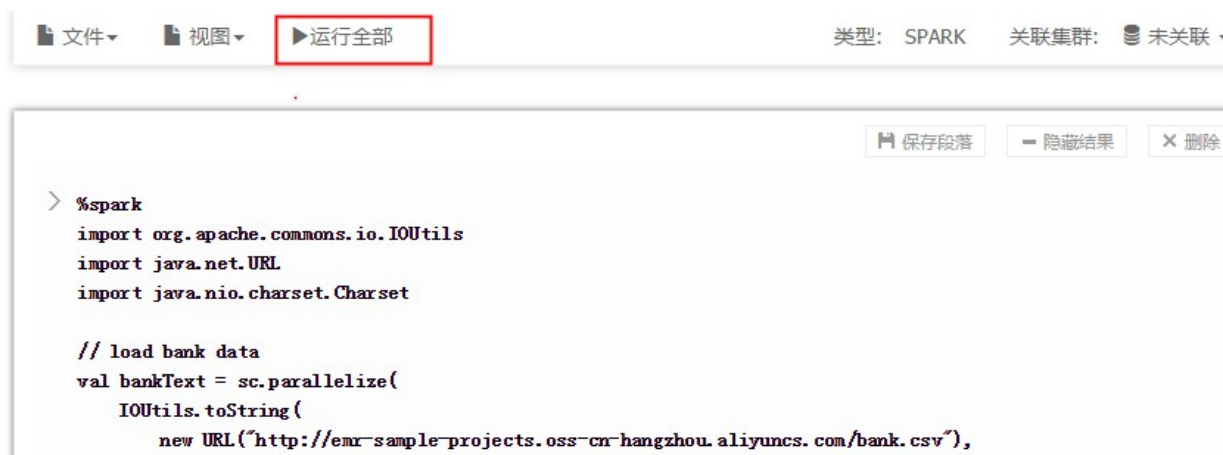 文件 视图 运行全部 类型: SPARK 关联集群: 未关联
保存段落 隐藏结果 删除
%spark
import org.apache.commons.io.IOUtils
import java.net.URL
import java.nio.charset.Charset
// load bank data
val bankText = sc.parallelize(
IOUtils.toString(
new URL("http://emr-sample-projects.oss-cn-hangzhou.aliyuncs.com/bank.csv"),